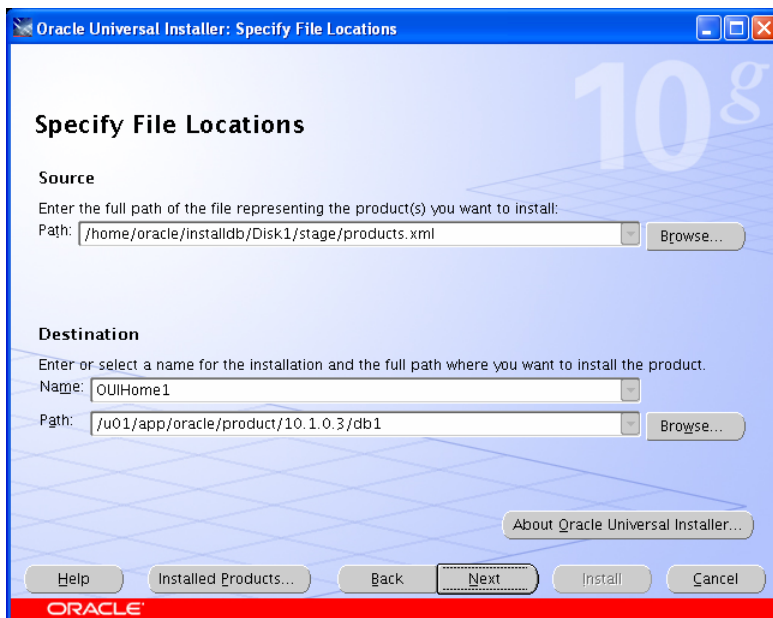 Oracle Universal Installer: Specify File Locations
10g
Specify File Locations
Source
Enter the full path of the file representing the product(s) you want to install:
Path: /home/oracle/installdb/Disk1/stage/products.xml Browse...
Destination
Enter or select a name for the installation and the full path where you want to install the product.
Name: OUIHome1
Path: /u01/app/oracle/product/10.1.0.3/db1 Browse...
About Oracle Universal Installer...
Help Installed Products... Back Next Install Cancel
ORACLE